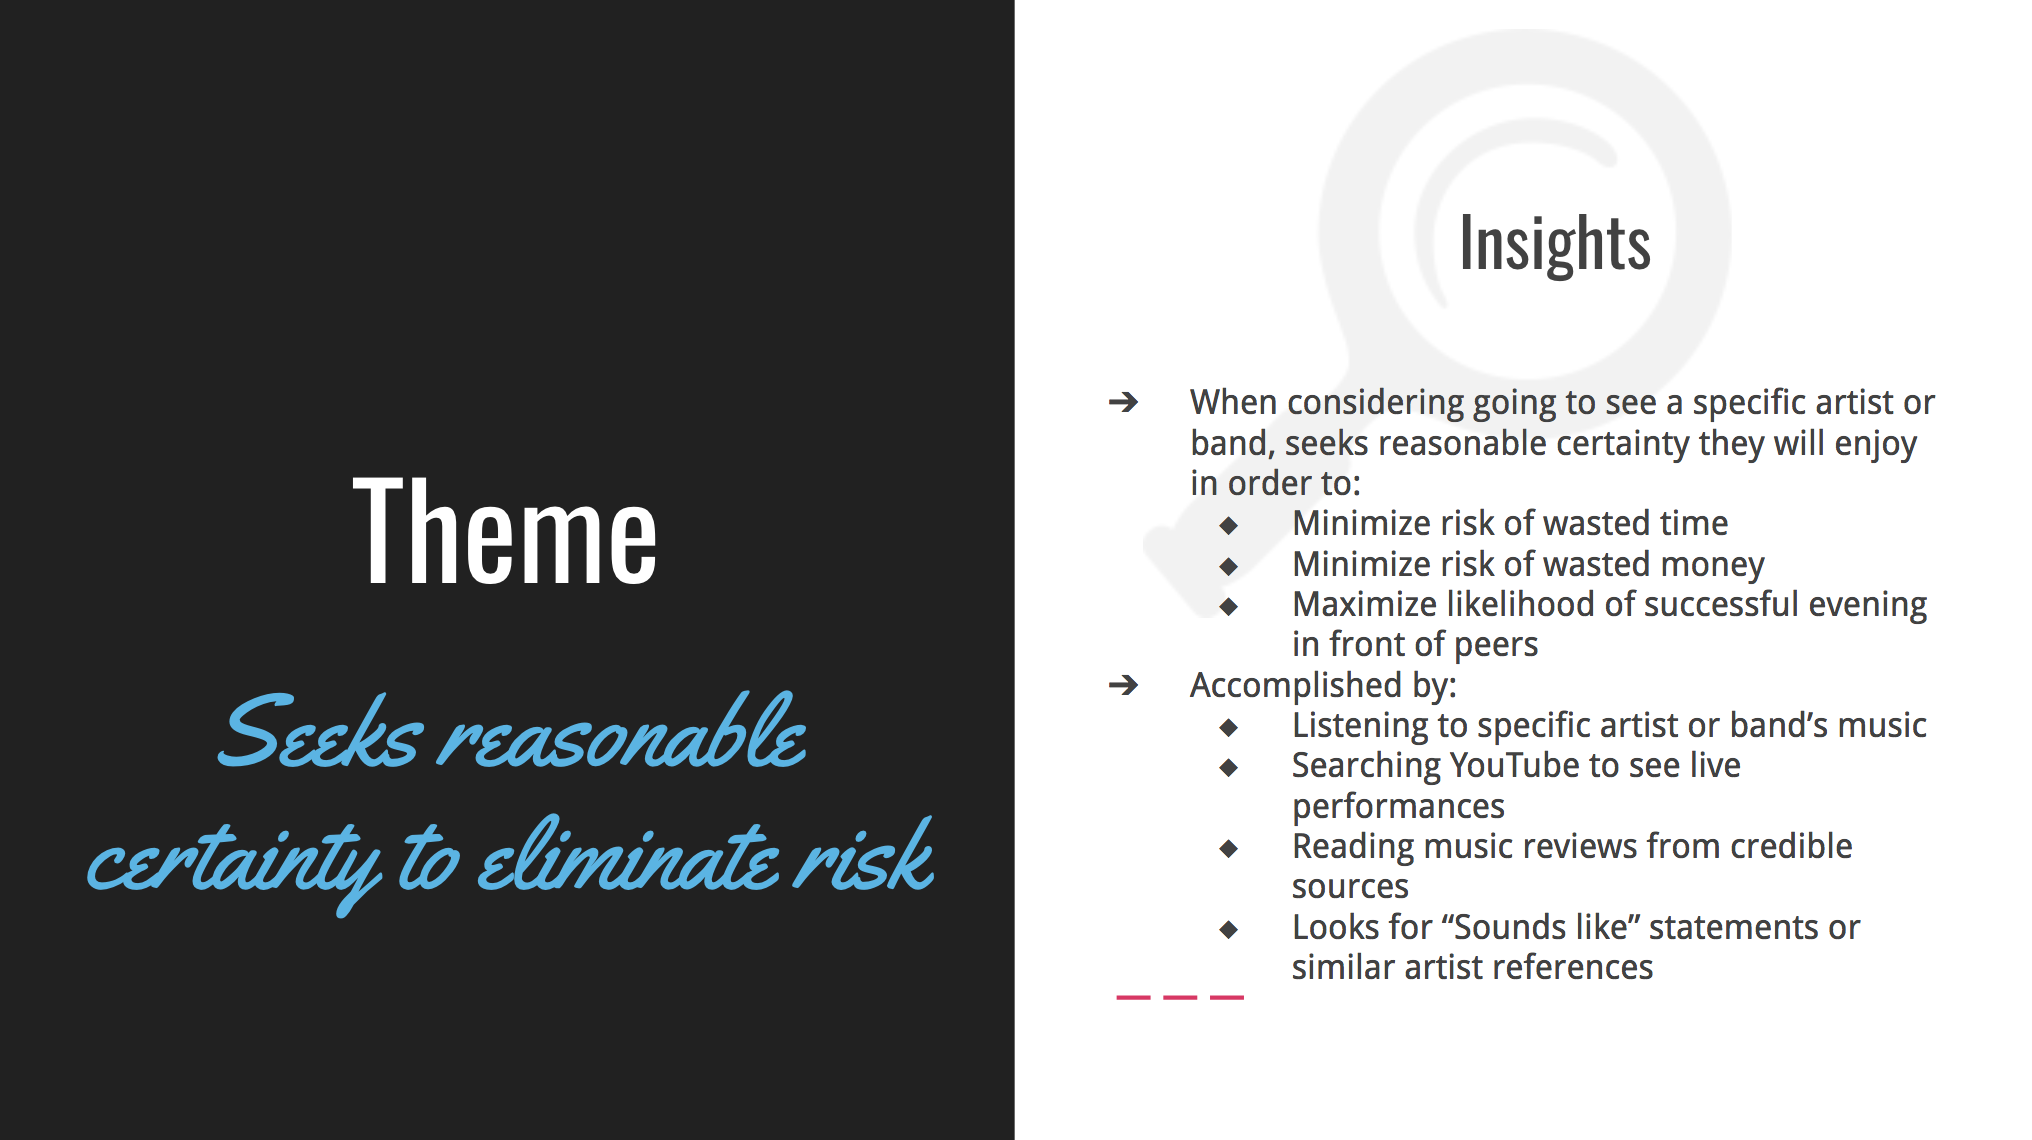 Theme
Seeks reasonable
certainty to eliminate risk
Insights
➔ When considering going to see a specific artist or
band, seeks reasonable certainty they will enjoy
in order to:
◆ Minimize risk of wasted time
◆ Minimize risk of wasted money
◆ Maximize likelihood of successful evening
in front of peers
➔ Accomplished by:
◆ Listening to specific artist or band’s music
◆ Searching YouTube to see live
performances
◆ Reading music reviews from credible
sources
◆ Looks for “Sounds like” statements or
similar artist references